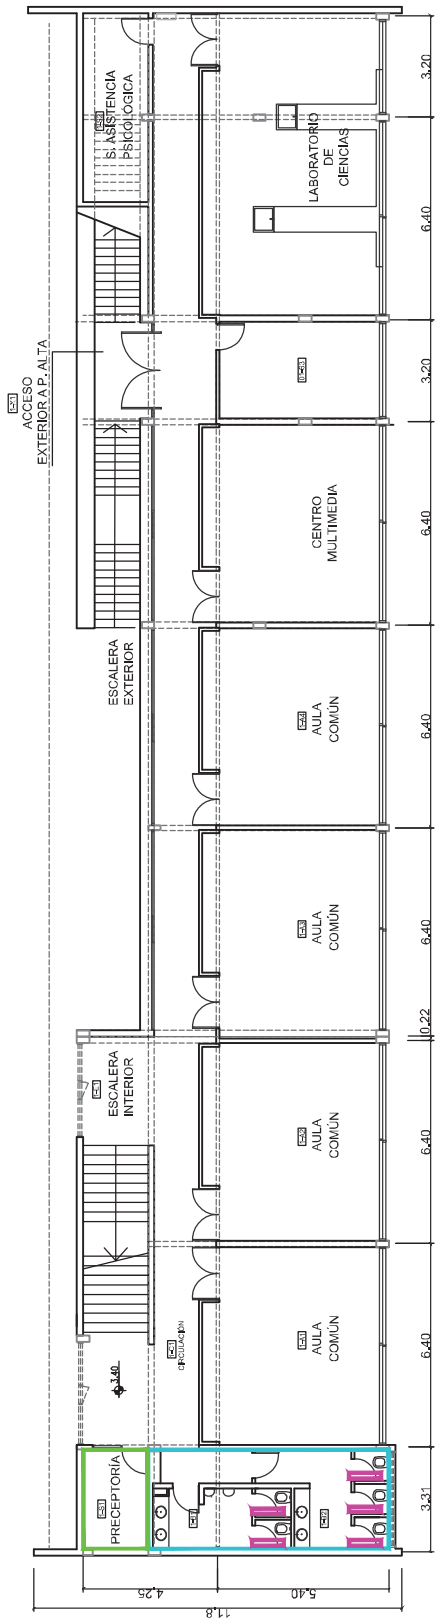 S. ASISTENCIA
PSICOLÓGICA
LABORATORIO
DE
CIENCIAS
ACCESO
EXTERIOR A P. ALTA
CENTRO
MULTIMEDIA
ESCALERA
EXTERIOR
AULA
COMÚN
AULA
COMÚN
ESCALERA
INTERIOR
AULA
COMÚN
CIRCULACIÓN
AULA
COMÚN
3.40
PRECEPTORÍA
3.20
6.40
3.20
6.40
6.40
6.40
0.22
6.40
6.40
3.31
4.25
5.40
11.8